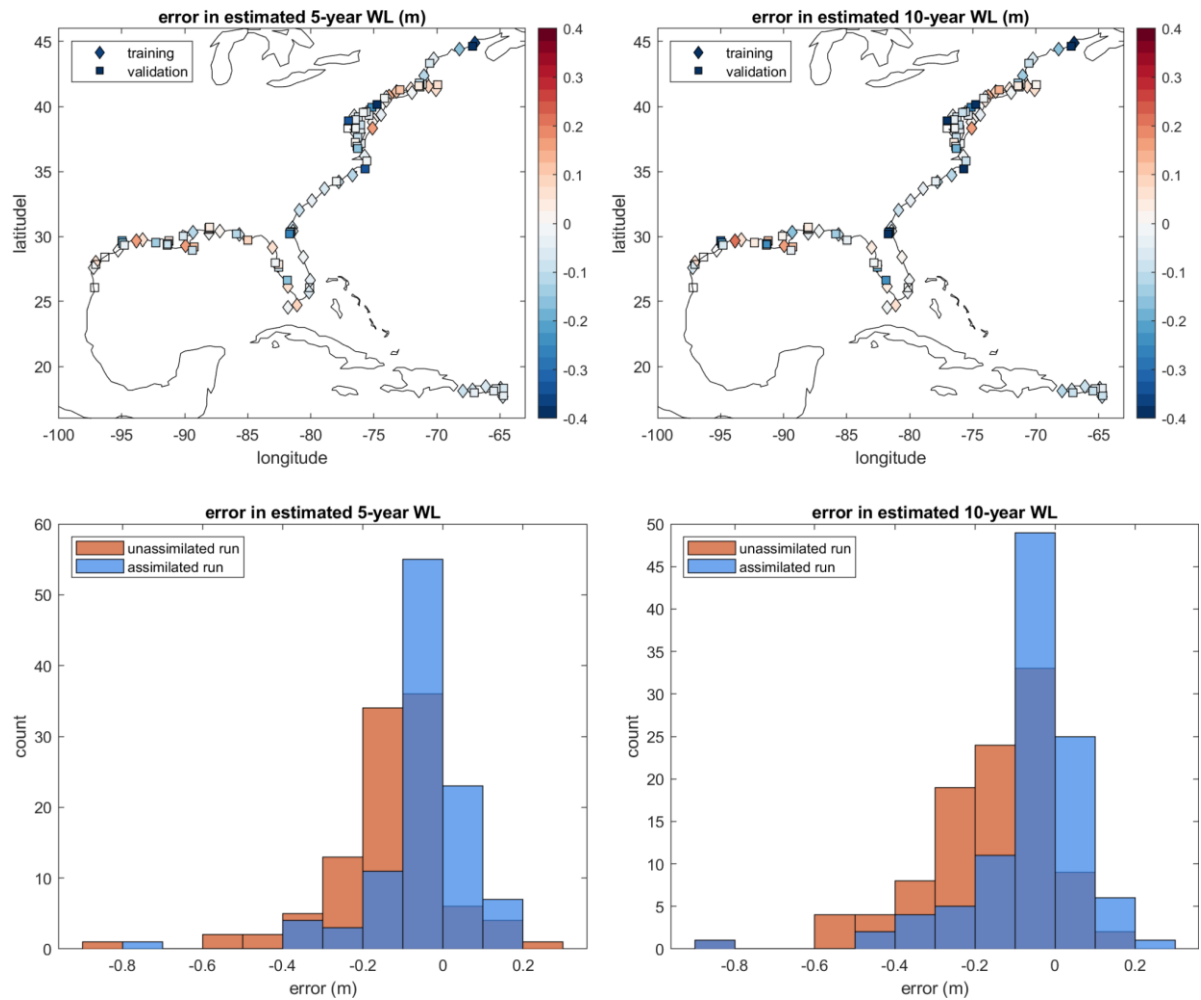 error in estimated 5-year WL (m)
training
validation
45
40
35
30
25
20
latitudel
-100 -95 -90 -85 -80 -75 -70 -65
longitude
0.4
0.3
0.2
0.1
0
-0.1
-0.2
-0.3
-0.4
error in estimated 10-year WL (m)
training
validation
45
40
35
30
25
20
latitudel
-100 -95 -90 -85 -80 -75 -70 -65
longitude
0.4
0.3
0.2
0.1
0
-0.1
-0.2
-0.3
-0.4
error in estimated 5-year WL
unassimilated run
assimilated run
60
50
40
30
20
10
0
count
-0.8 -0.6 -0.4 -0.2 0 0.2
error (m)
error in estimated 10-year WL
unassimilated run
assimilated run
50
45
40
35
30
25
20
15
10
5
0
count
-0.8 -0.6 -0.4 -0.2 0 0.2
error (m)